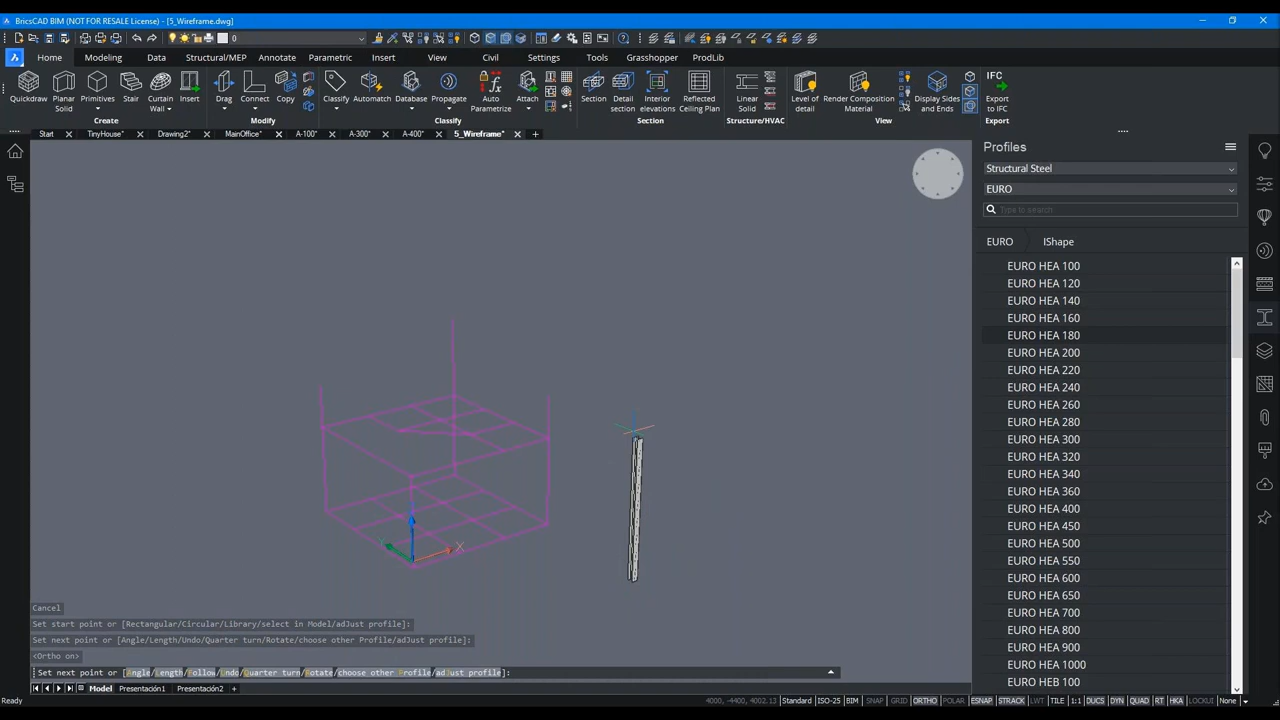 BricsCAD BIM (NOT FOR RESALE License) - [5_Wireframe.dwg]
0
Home Modeling Data Structural/MEP Annotate Parametric Insert View Civil Settings Tools Grasshopper ProdLib
Quickdraw Planar Solid Primitives Stair Curtain Wall Insert Drag Connect Copy Classify Automatch Database Propagate Auto Parametrize Attach Section Detail section Interior elevations Reflected Ceiling Plan Linear Solid Level of detail Render Composition Material Display Sides and Ends IFC Export to IFC
Create Modify Classify Section Structure/HVAC View Export
Start TinyHouse* Drawing2* MainOffice* A-100* A-300* A-400* 5_Wireframe*
Profiles
Structural Steel
EURO
Type to search
EURO IShape
EURO HEA 100
EURO HEA 120
EURO HEA 140
EURO HEA 160
EURO HEA 180
EURO HEA 200
EURO HEA 220
EURO HEA 240
EURO HEA 260
EURO HEA 280
EURO HEA 300
EURO HEA 320
EURO HEA 340
EURO HEA 360
EURO HEA 400
EURO HEA 450
EURO HEA 500
EURO HEA 550
EURO HEA 600
EURO HEA 650
EURO HEA 700
EURO HEA 800
EURO HEA 900
EURO HEA 1000
EURO HEB 100
Y X
Cancel
Set start point or [Rectangular/Circular/Library/select in Model/adJust profile]:
Set next point or [Angle/Length/Undo/Quarter turn/Rotate/choose other Profile/adJust profile]:
<Ortho on>
Set next point or [Angle/Length/Follow/Undo/Quarter turn/Rotate/choose other Profile/adJust profile]:
Model Presentación1 Presentación2
Ready 4000, -4400, 4002.13 Standard ISO-25 BIM SNAP GRID ORTHO POLAR ESNAP STRACK LWT TILE 1:1 DUCS DYN QUAD RT HKA LOCKUI None